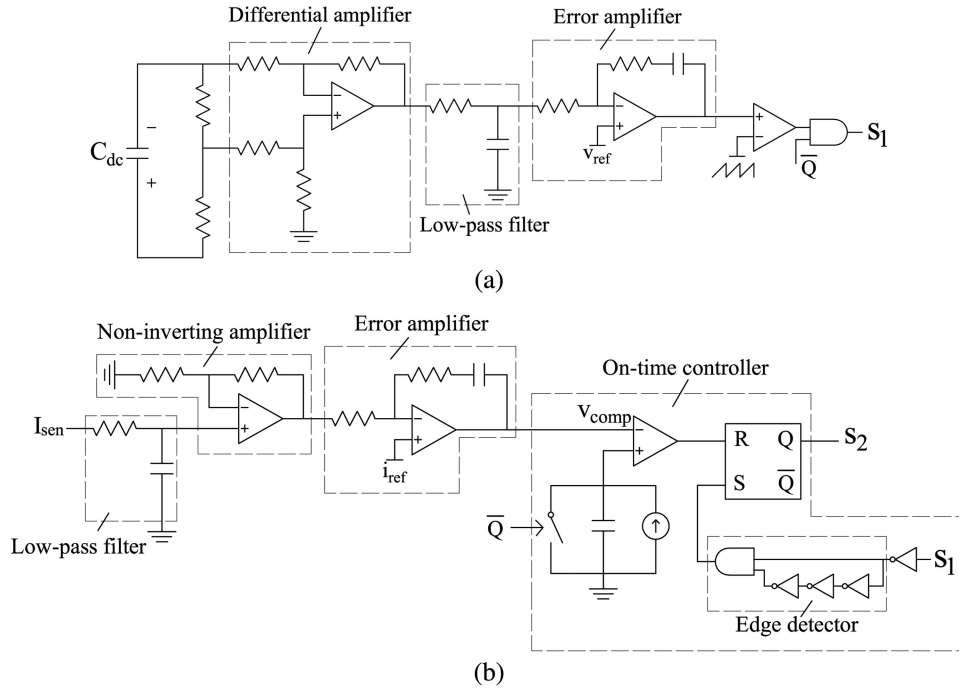 Differential amplifier
Error amplifier
−
+
C_dc
−
+
−
+
v_ref
+
−
S_1
Q̅
Low-pass filter
(a)
Non-inverting amplifier
Error amplifier
On-time controller
I_sen
−
+
−
+
i_ref
v_comp
−
+
R Q
S Q̅
S_2
Q̅
Low-pass filter
S_1
Edge detector
(b)